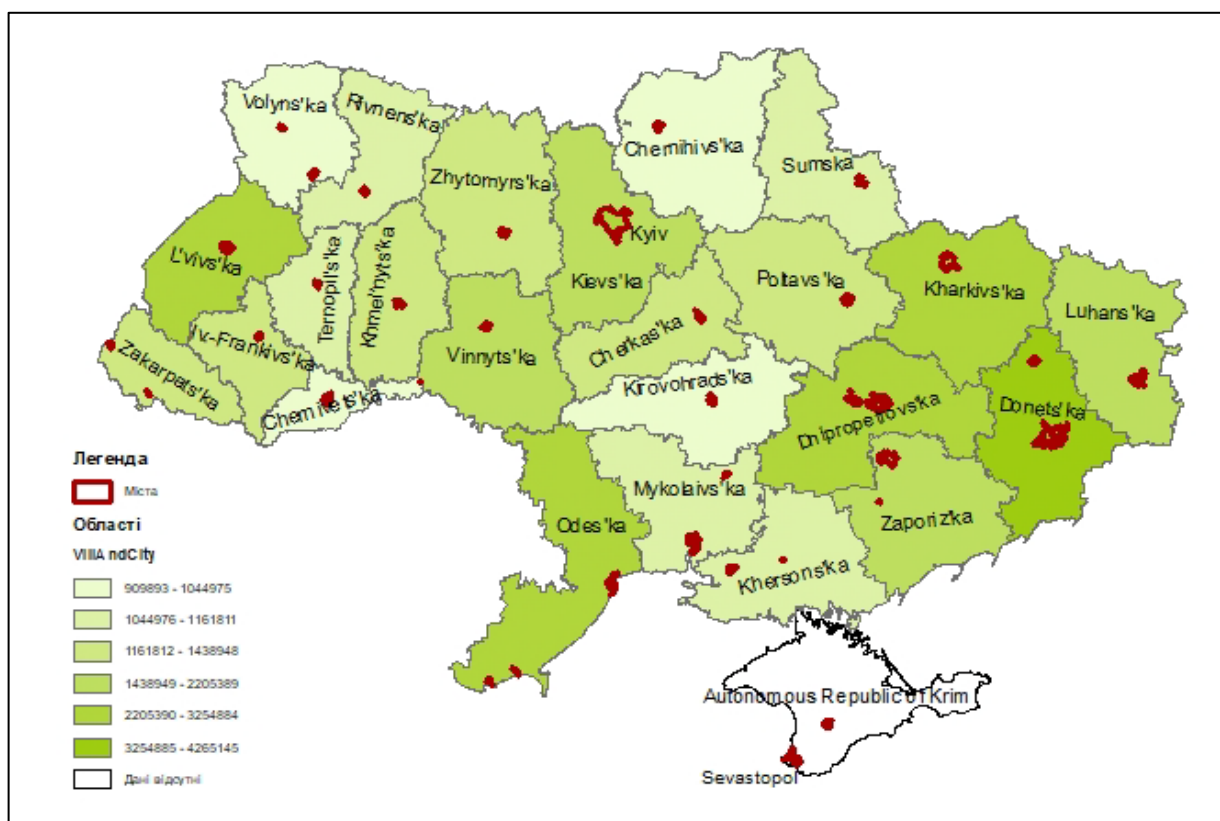 Volyns'ka
Rivnens'ka
Zhytomyrs'ka
Chernihivs'ka
Sumska
Kyiv
L'vivs'ka
Ternopil's'ka
Khmel'nyts'ka
Kievs'ka
Poltavs'ka
Kharkivs'ka
Luhans'ka
Iv.-Frankivs'ka
Zakarpats'ka
Vinnyts'ka
Cherkas'ka
Chernivets'ka
Kirovohrads'ka
Dnipropetrovs'ka
Donets'ka
Mykolaivs'ka
Odes'ka
Zaporiz'ka
Khersons'ka
Autonomous Republic of Krim
Sevastopol
Легенда
Міста
Області
VIllAndCity
909893 - 1044975
1044976 - 1161811
1161812 - 1438948
1438949 - 2205389
2205390 - 3254884
3254885 - 4265145
Дані відсутні